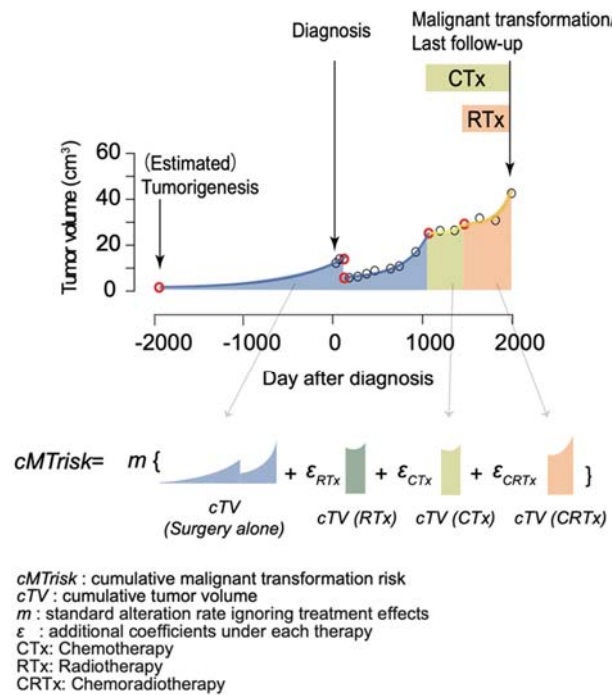 Malignant transformation/
Diagnosis
Last follow-up
CTx
RTx
Tumor volume (cm³)
60
40
20
0
(Estimated)
Tumorigenesis
-2000
-1000
0
1000
2000
Day after diagnosis
cMTrisk= m { + εRTx + εCTx + εCRTx }
cTV
(Surgery alone)
cTV (RTx)
cTV (CTx)
cTV (CRTx)
cMTrisk : cumulative malignant transformation risk
cTV : cumulative tumor volume
m : standard alteration rate ignoring treatment effects
ε : additional coefficients under each therapy
CTx: Chemotherapy
RTx: Radiotherapy
CRTx: Chemoradiotherapy